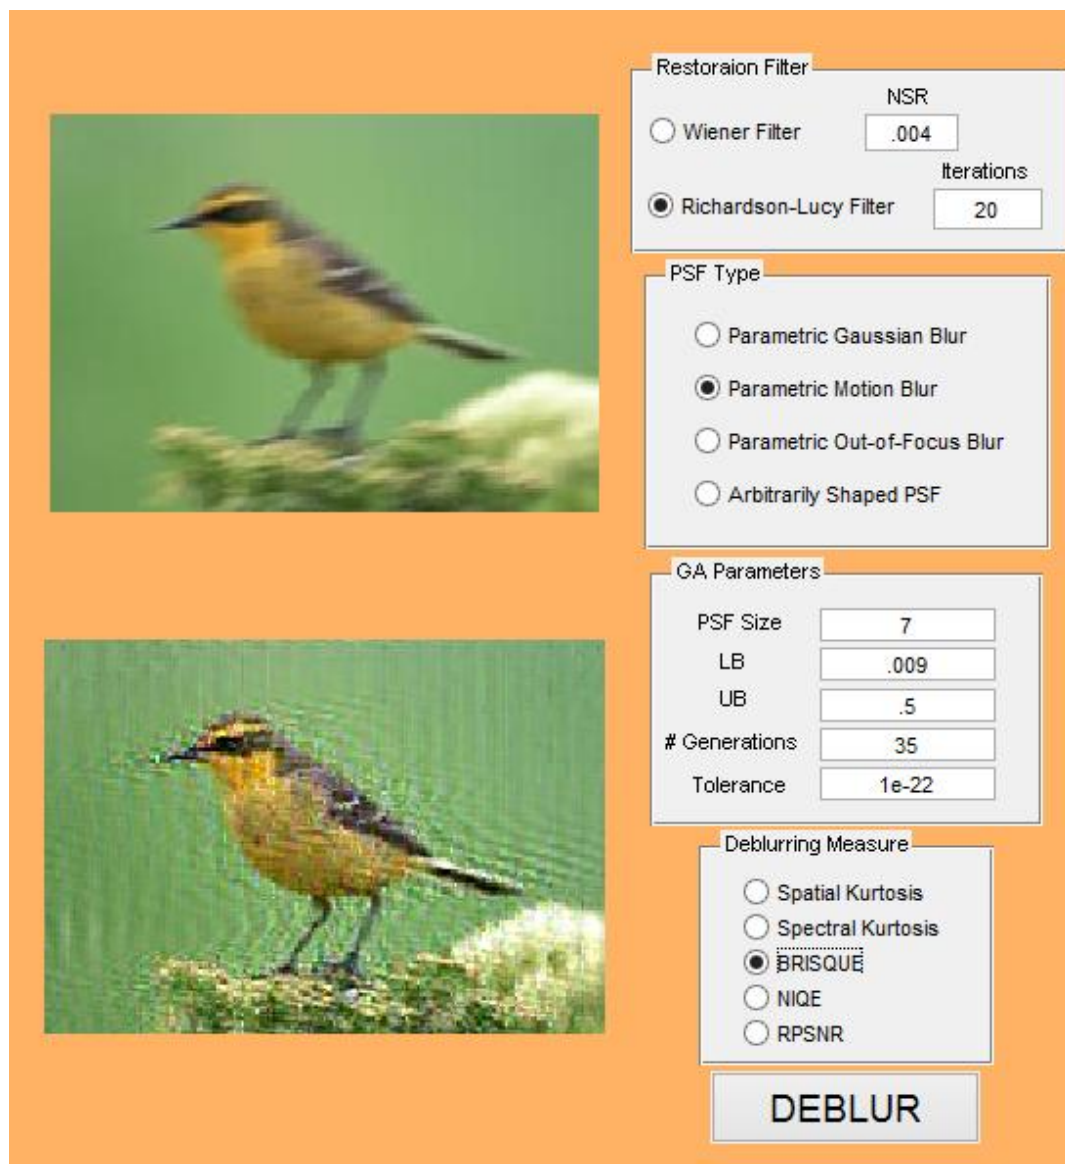 Restoraion Filter
NSR
Wiener Filter .004
Iterations
Richardson-Lucy Filter 20
PSF Type
Parametric Gaussian Blur
Parametric Motion Blur
Parametric Out-of-Focus Blur
Arbitrarily Shaped PSF
GA Parameters
PSF Size 7
LB .009
UB .5
# Generations 35
Tolerance 1e-22
Deblurring Measure
Spatial Kurtosis
Spectral Kurtosis
BRISQUE
NIQE
RPSNR
DEBLUR